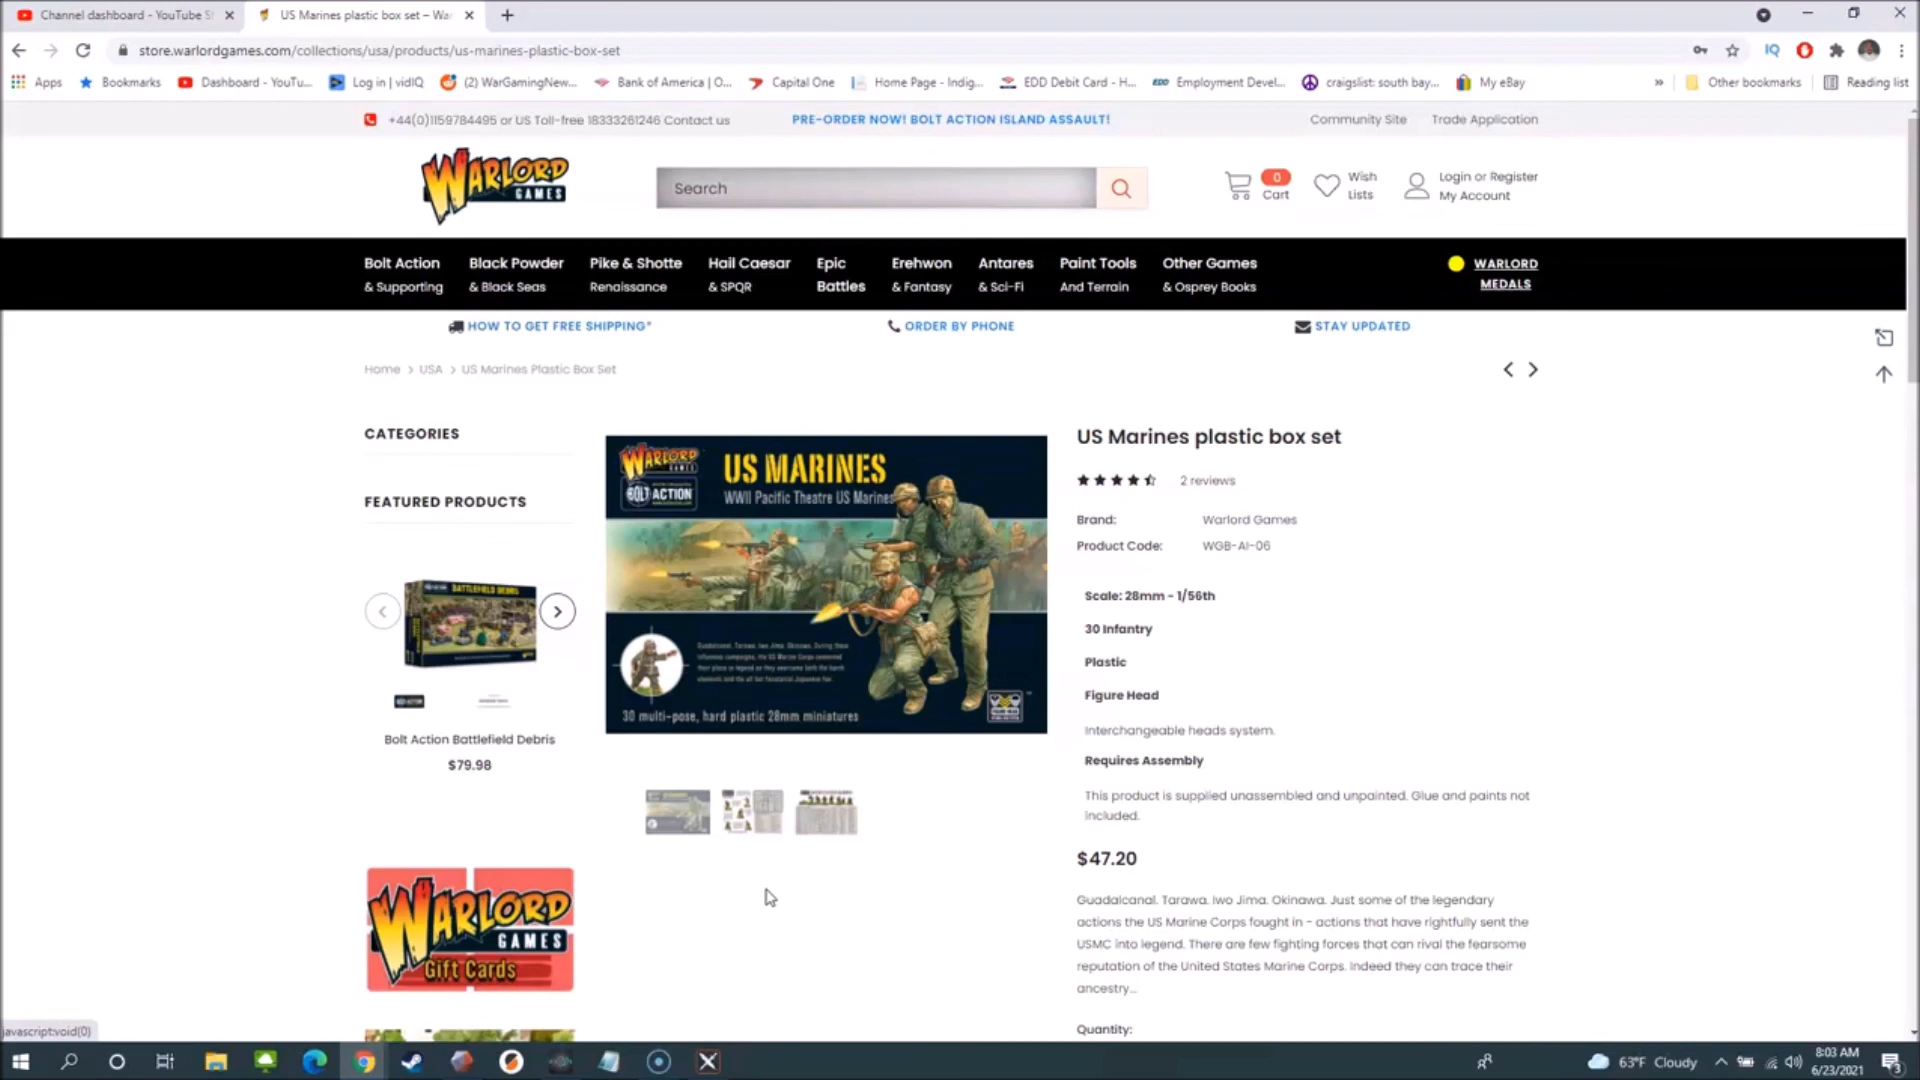 Channel dashboard - YouTube S
US Marines plastic box set – Wa
store.warlordgames.com/collections/usa/products/us-marines-plastic-box-set
Apps
Bookmarks
Dashboard - YouTu...
Log in | vidIQ
(2) WarGamingNew...
Bank of America | O...
Capital One
Home Page - Indig...
EDD Debit Card - H...
Employment Devel...
craigslist: south bay...
My eBay
»
Other bookmarks
Reading list
+44(0)1159784495 or US Toll-free 18333261246 Contact us
PRE-ORDER NOW! BOLT ACTION ISLAND ASSAULT!
Community Site
Trade Application
WARLORD
GAMES
Search
0
Cart
Wish
Lists
Login or Register
My Account
Bolt Action
& Supporting
Black Powder
& Black Seas
Pike & Shotte
Renaissance
Hail Caesar
& SPQR
Epic
Battles
Erehwon
& Fantasy
Antares
& Sci-Fi
Paint Tools
And Terrain
Other Games
& Osprey Books
WARLORD
MEDALS
HOW TO GET FREE SHIPPING*
ORDER BY PHONE
STAY UPDATED
Home > USA > US Marines Plastic Box Set
CATEGORIES
FEATURED PRODUCTS
BATTLEFIELD DEBRIS
Bolt Action Battlefield Debris
$79.98
WARLORD
GAMES
Gift Cards
WARLORD
GAMES
BOLT ACTION
US MARINES
WWII Pacific Theatre US Marines
Guadalcanal, Tarawa, Iwo Jima, Okinawa. During these
30 multi-pose, hard plastic 28mm miniatures
US Marines plastic box set
2 reviews
Brand: Warlord Games
Product Code: WGB-AI-06
Scale: 28mm - 1/56th
30 Infantry
Plastic
Figure Head
Interchangeable heads system.
Requires Assembly
This product is supplied unassembled and unpainted. Glue and paints not
included.
$47.20
Guadalcanal. Tarawa. Iwo Jima. Okinawa. Just some of the legendary
actions the US Marine Corps fought in - actions that have rightfully sent the
USMC into legend. There are few fighting forces that can rival the fearsome
reputation of the United States Marine Corps. Indeed they can trace their
ancestry...
Quantity:
javascript:void(0)
63°F Cloudy
8:03 AM
6/23/2021
3